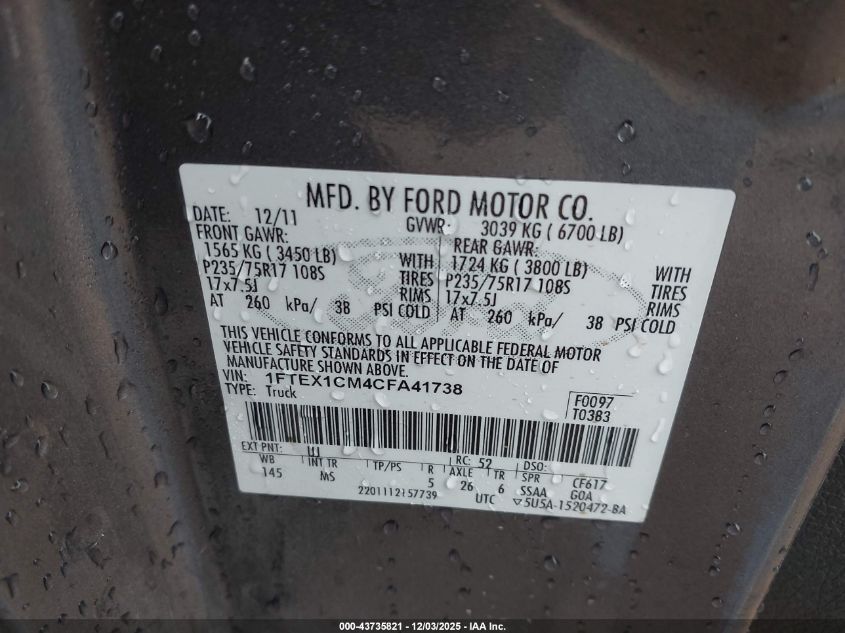 MFD. BY FORD MOTOR CO.
DATE: 12/11 GVWR: 3039 KG ( 6700 LB)
FRONT GAWR: REAR GAWR:
1565 KG ( 3450 LB) WITH 1724 KG ( 3800 LB) WITH
P235/75R17 108S TIRES P235/75R17 108S TIRES
17x7.5J RIMS 17x7.5J RIMS
AT 260 kPa/ 38 PSI COLD AT 260 kPa/ 38 PSI COLD
THIS VEHICLE CONFORMS TO ALL APPLICABLE FEDERAL MOTOR
VEHICLE SAFETY STANDARDS IN EFFECT ON THE DATE OF
MANUFACTURE SHOWN ABOVE.
VIN: 1FTEX1CM4CFA41738
TYPE: Truck
F0097
T0383
EXT PNT: UJ RC: 52 DSO:
WB INT TR TP/PS R AXLE TR SPR CF617
145 MS 5 26 6 SSAA GOA
2201112157739 UTC ▽5U5A-1520472-BA
000-43735821 - 12/03/2025 - IAA Inc.